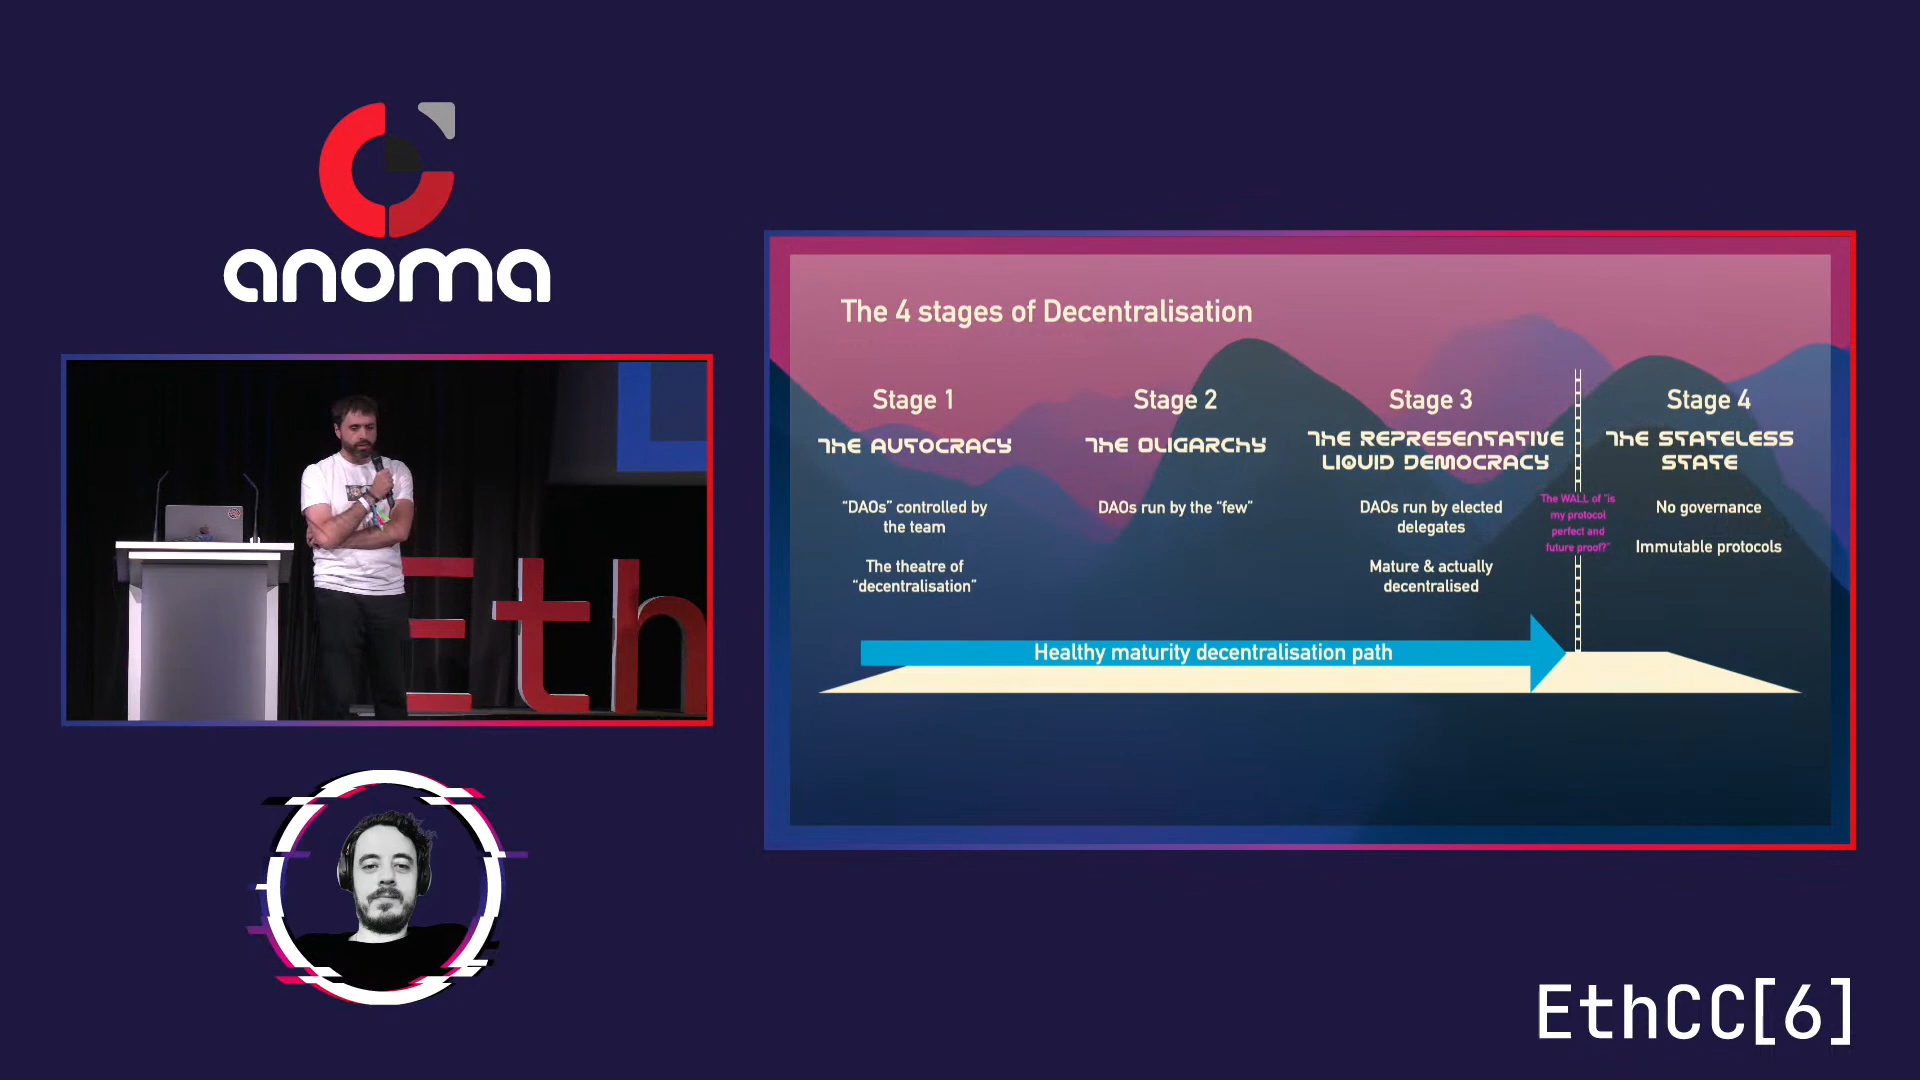 anoma
Eth
The 4 stages of Decentralisation
Stage 1
THE AUTOCRACY
“DAOs” controlled by
the team
The theatre of
“decentralisation”
Stage 2
THE OLIGARCHY
DAOs run by the “few”
Stage 3
THE REPRESENTATIVE
LIQUID DEMOCRACY
DAOs run by elected
delegates
Mature & actually
decentralised
The WALL of “is
my protocol
perfect and
future proof?”
Stage 4
THE STATELESS
STATE
No governance
Immutable protocols
Healthy maturity decentralisation path
EthCC[6]